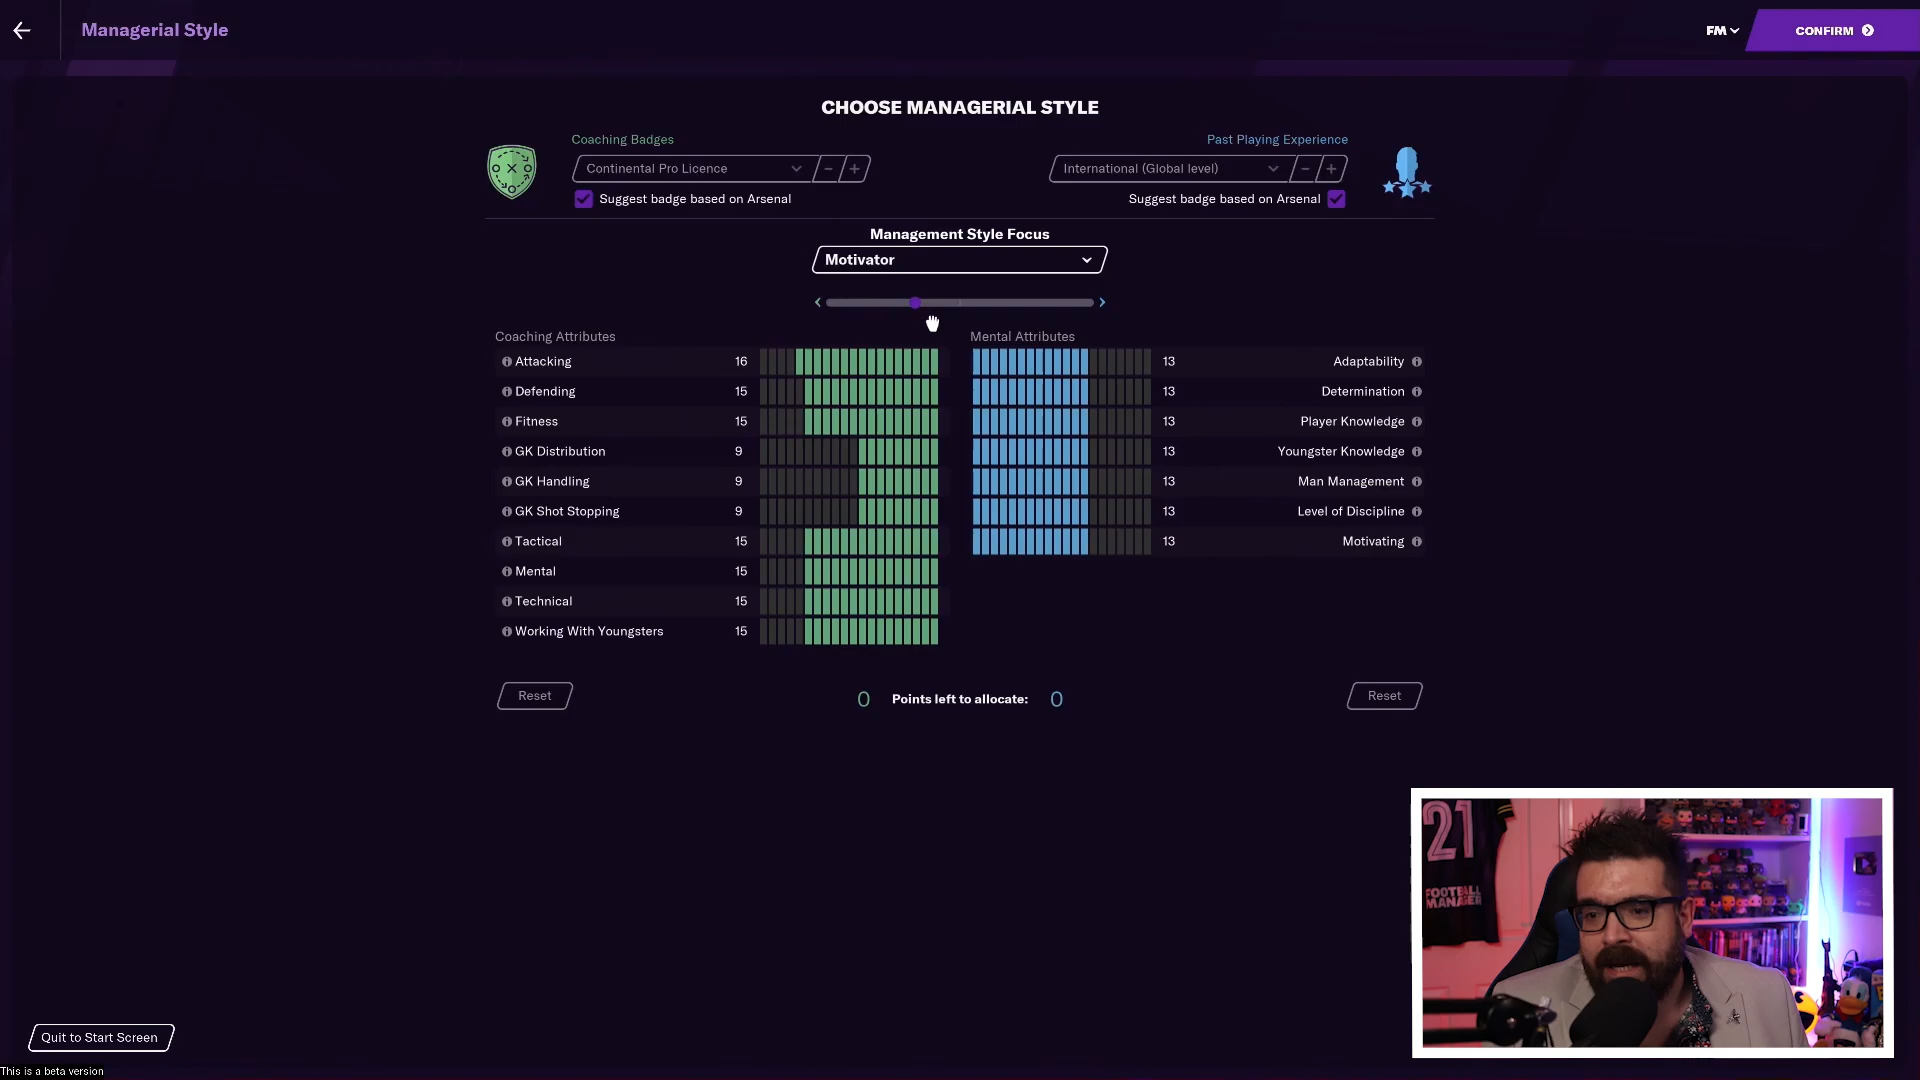 Managerial Style
FM
CONFIRM
CHOOSE MANAGERIAL STYLE
Coaching Badges
Past Playing Experience
Continental Pro Licence
International (Global level)
Suggest badge based on Arsenal
Suggest badge based on Arsenal
Management Style Focus
Motivator
Coaching Attributes
Mental Attributes
Attacking 16
13 Adaptability
Defending 15
13 Determination
Fitness 15
13 Player Knowledge
GK Distribution 9
13 Youngster Knowledge
GK Handling 9
13 Man Management
GK Shot Stopping 9
13 Level of Discipline
Tactical 15
13 Motivating
Mental 15
Technical 15
Working With Youngsters 15
Reset
0 Points left to allocate: 0
Reset
21
FOOTBALL
MANAGER
Quit to Start Screen
This is a beta version